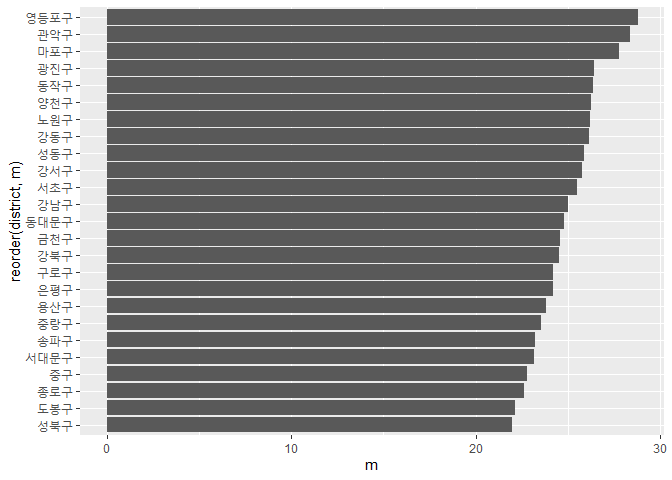 영등포구
관악구
마포구
광진구
동작구
양천구
노원구
강동구
성동구
강서구
서초구
강남구
동대문구
금천구
강북구
구로구
은평구
용산구
중랑구
송파구
서대문구
중구
종로구
도봉구
성북구
reorder(district, m)
0 10 20 30
m